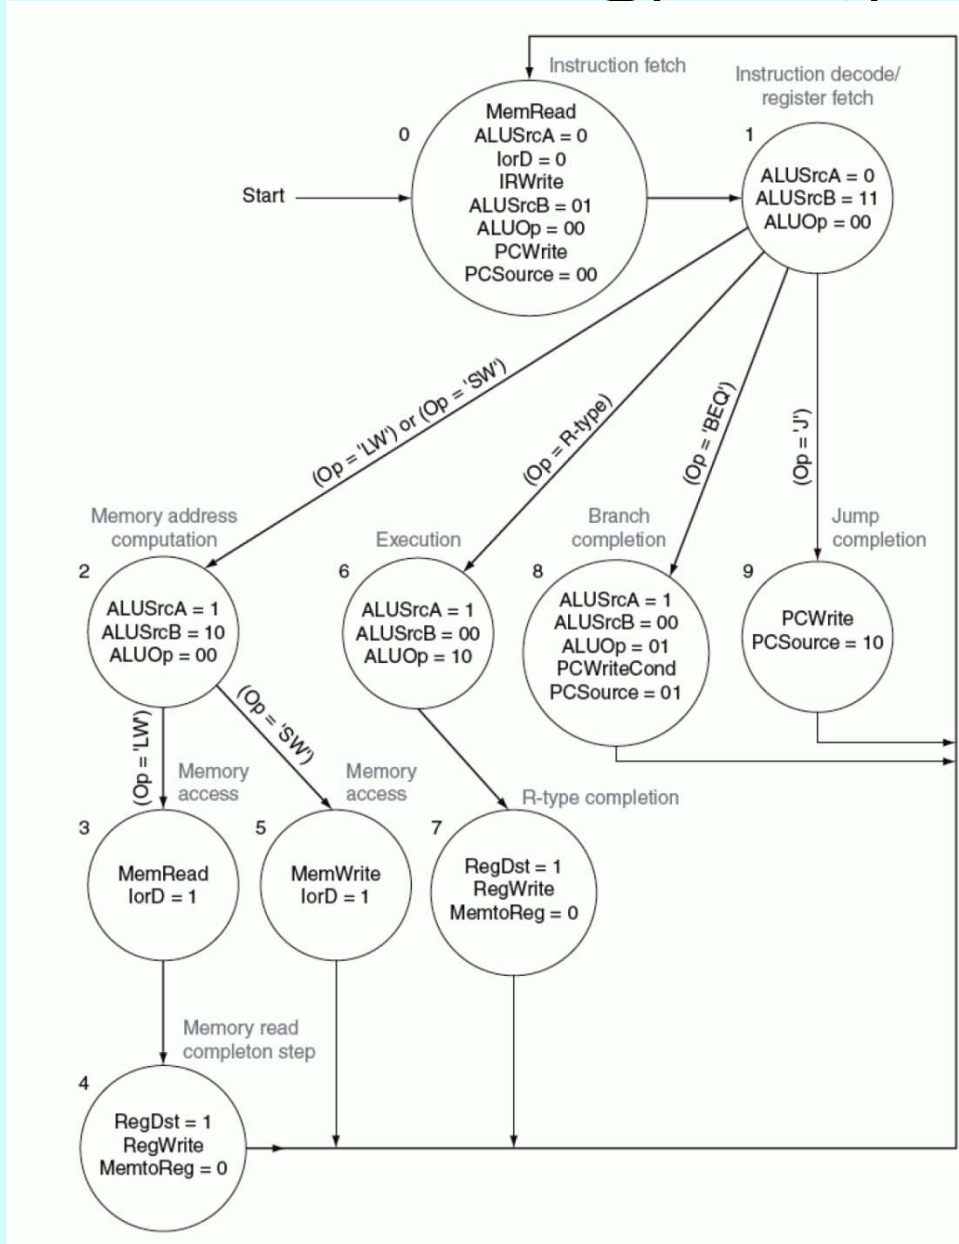 Instruction fetch
Instruction decode/
register fetch
0
MemRead
ALUSrcA = 0
IorD = 0
IRWrite
ALUSrcB = 01
ALUOp = 00
PCWrite
PCSource = 00
1
ALUSrcA = 0
ALUSrcB = 11
ALUOp = 00
Start
(Op = 'LW') or (Op = 'SW')
(Op = R-type)
(Op = 'BEQ')
(Op = 'J')
Memory address
computation
2
ALUSrcA = 1
ALUSrcB = 10
ALUOp = 00
Execution
6
ALUSrcA = 1
ALUSrcB = 00
ALUOp = 10
Branch
completion
8
ALUSrcA = 1
ALUSrcB = 00
ALUOp = 01
PCWriteCond
PCSource = 01
Jump
completion
9
PCWrite
PCSource = 10
(Op = 'LW')
(Op = 'SW')
Memory
access
3
MemRead
IorD = 1
Memory
access
5
MemWrite
IorD = 1
R-type completion
7
RegDst = 1
RegWrite
MemtoReg = 0
Memory read
completon step
4
RegDst = 1
RegWrite
MemtoReg = 0